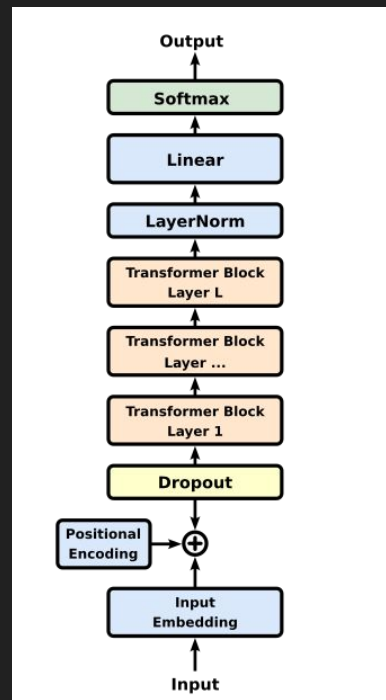 Output
Softmax
Linear
LayerNorm
Transformer Block
Layer L
Transformer Block
Layer ...
Transformer Block
Layer 1
Dropout
Positional
Encoding
Input
Embedding
Input